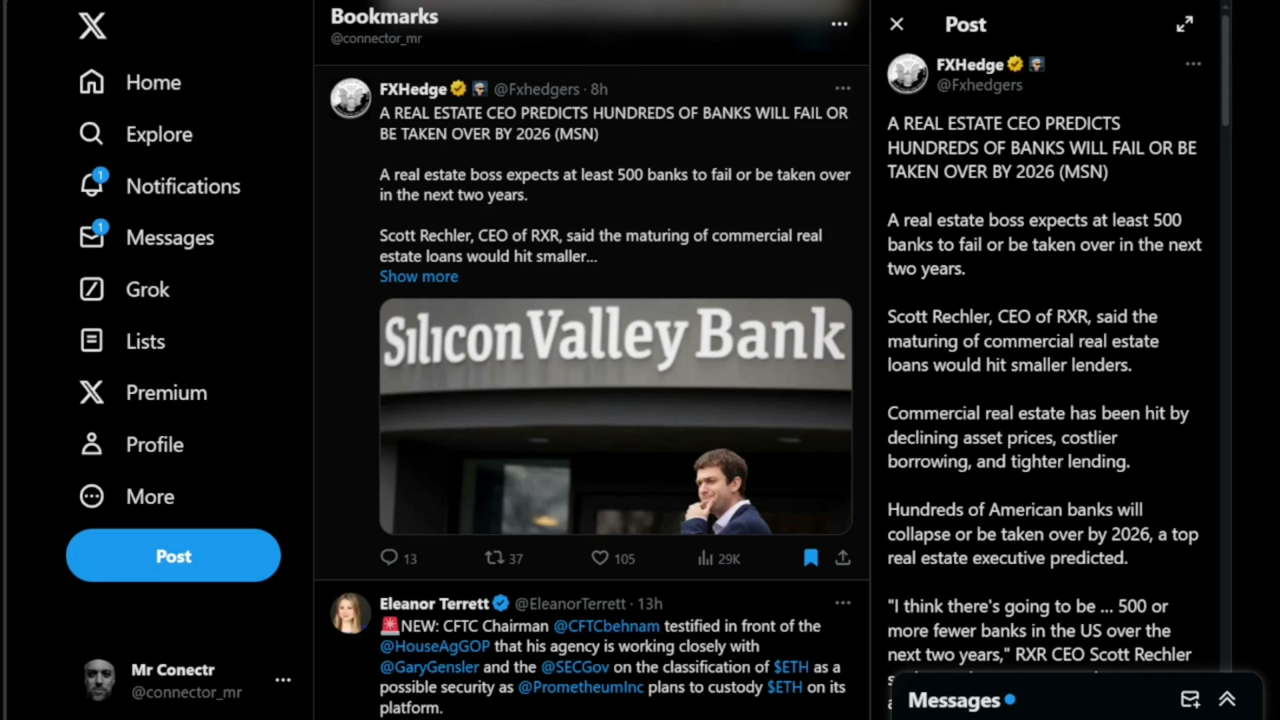 Home
Explore
1
Notifications
1
Messages
Grok
Lists
Premium
Profile
More
Post
Mr Conectr
@connector_mr
Bookmarks
@connector_mr
FXHedge @Fxhedgers · 8h
A REAL ESTATE CEO PREDICTS HUNDREDS OF BANKS WILL FAIL OR
BE TAKEN OVER BY 2026 (MSN)
A real estate boss expects at least 500 banks to fail or be taken over
in the next two years.
Scott Rechler, CEO of RXR, said the maturing of commercial real
estate loans would hit smaller...
Show more
Silicon Valley Bank
13 37 105 29K
Eleanor Terrett @EleanorTerrett · 13h
🚨NEW: CFTC Chairman @CFTCbehnam testified in front of the
@HouseAgGOP that his agency is working closely with
@GaryGensler and the @SECGov on the classification of $ETH as a
possible security as @PrometheumInc plans to custody $ETH on its
platform.
Post
FXHedge
@Fxhedgers
A REAL ESTATE CEO PREDICTS
HUNDREDS OF BANKS WILL FAIL OR BE
TAKEN OVER BY 2026 (MSN)
A real estate boss expects at least 500
banks to fail or be taken over in the next
two years.
Scott Rechler, CEO of RXR, said the
maturing of commercial real estate
loans would hit smaller lenders.
Commercial real estate has been hit by
declining asset prices, costlier
borrowing, and tighter lending.
Hundreds of American banks will
collapse or be taken over by 2026, a top
real estate executive predicted.
"I think there's going to be ... 500 or
more fewer banks in the US over the
next two years," RXR CEO Scott Rechler
Messages